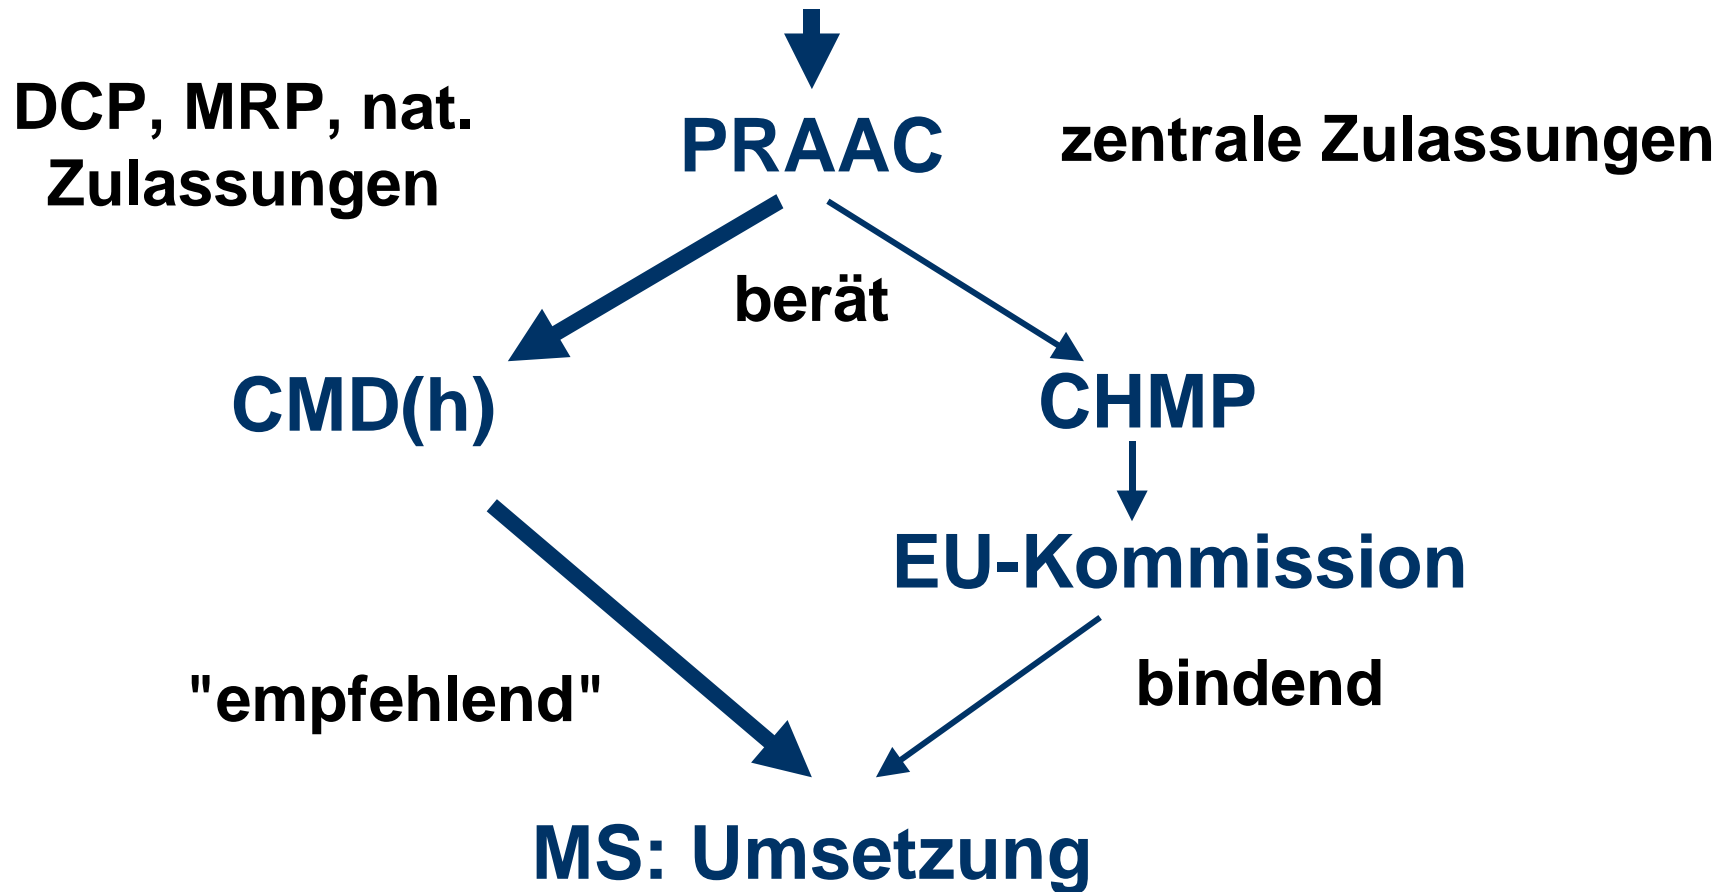 DCP, MRP, nat.
Zulassungen
PRAAC
zentrale Zulassungen
berät
CMD(h)
CHMP
EU-Kommission
"empfehlend"
bindend
MS: Umsetzung